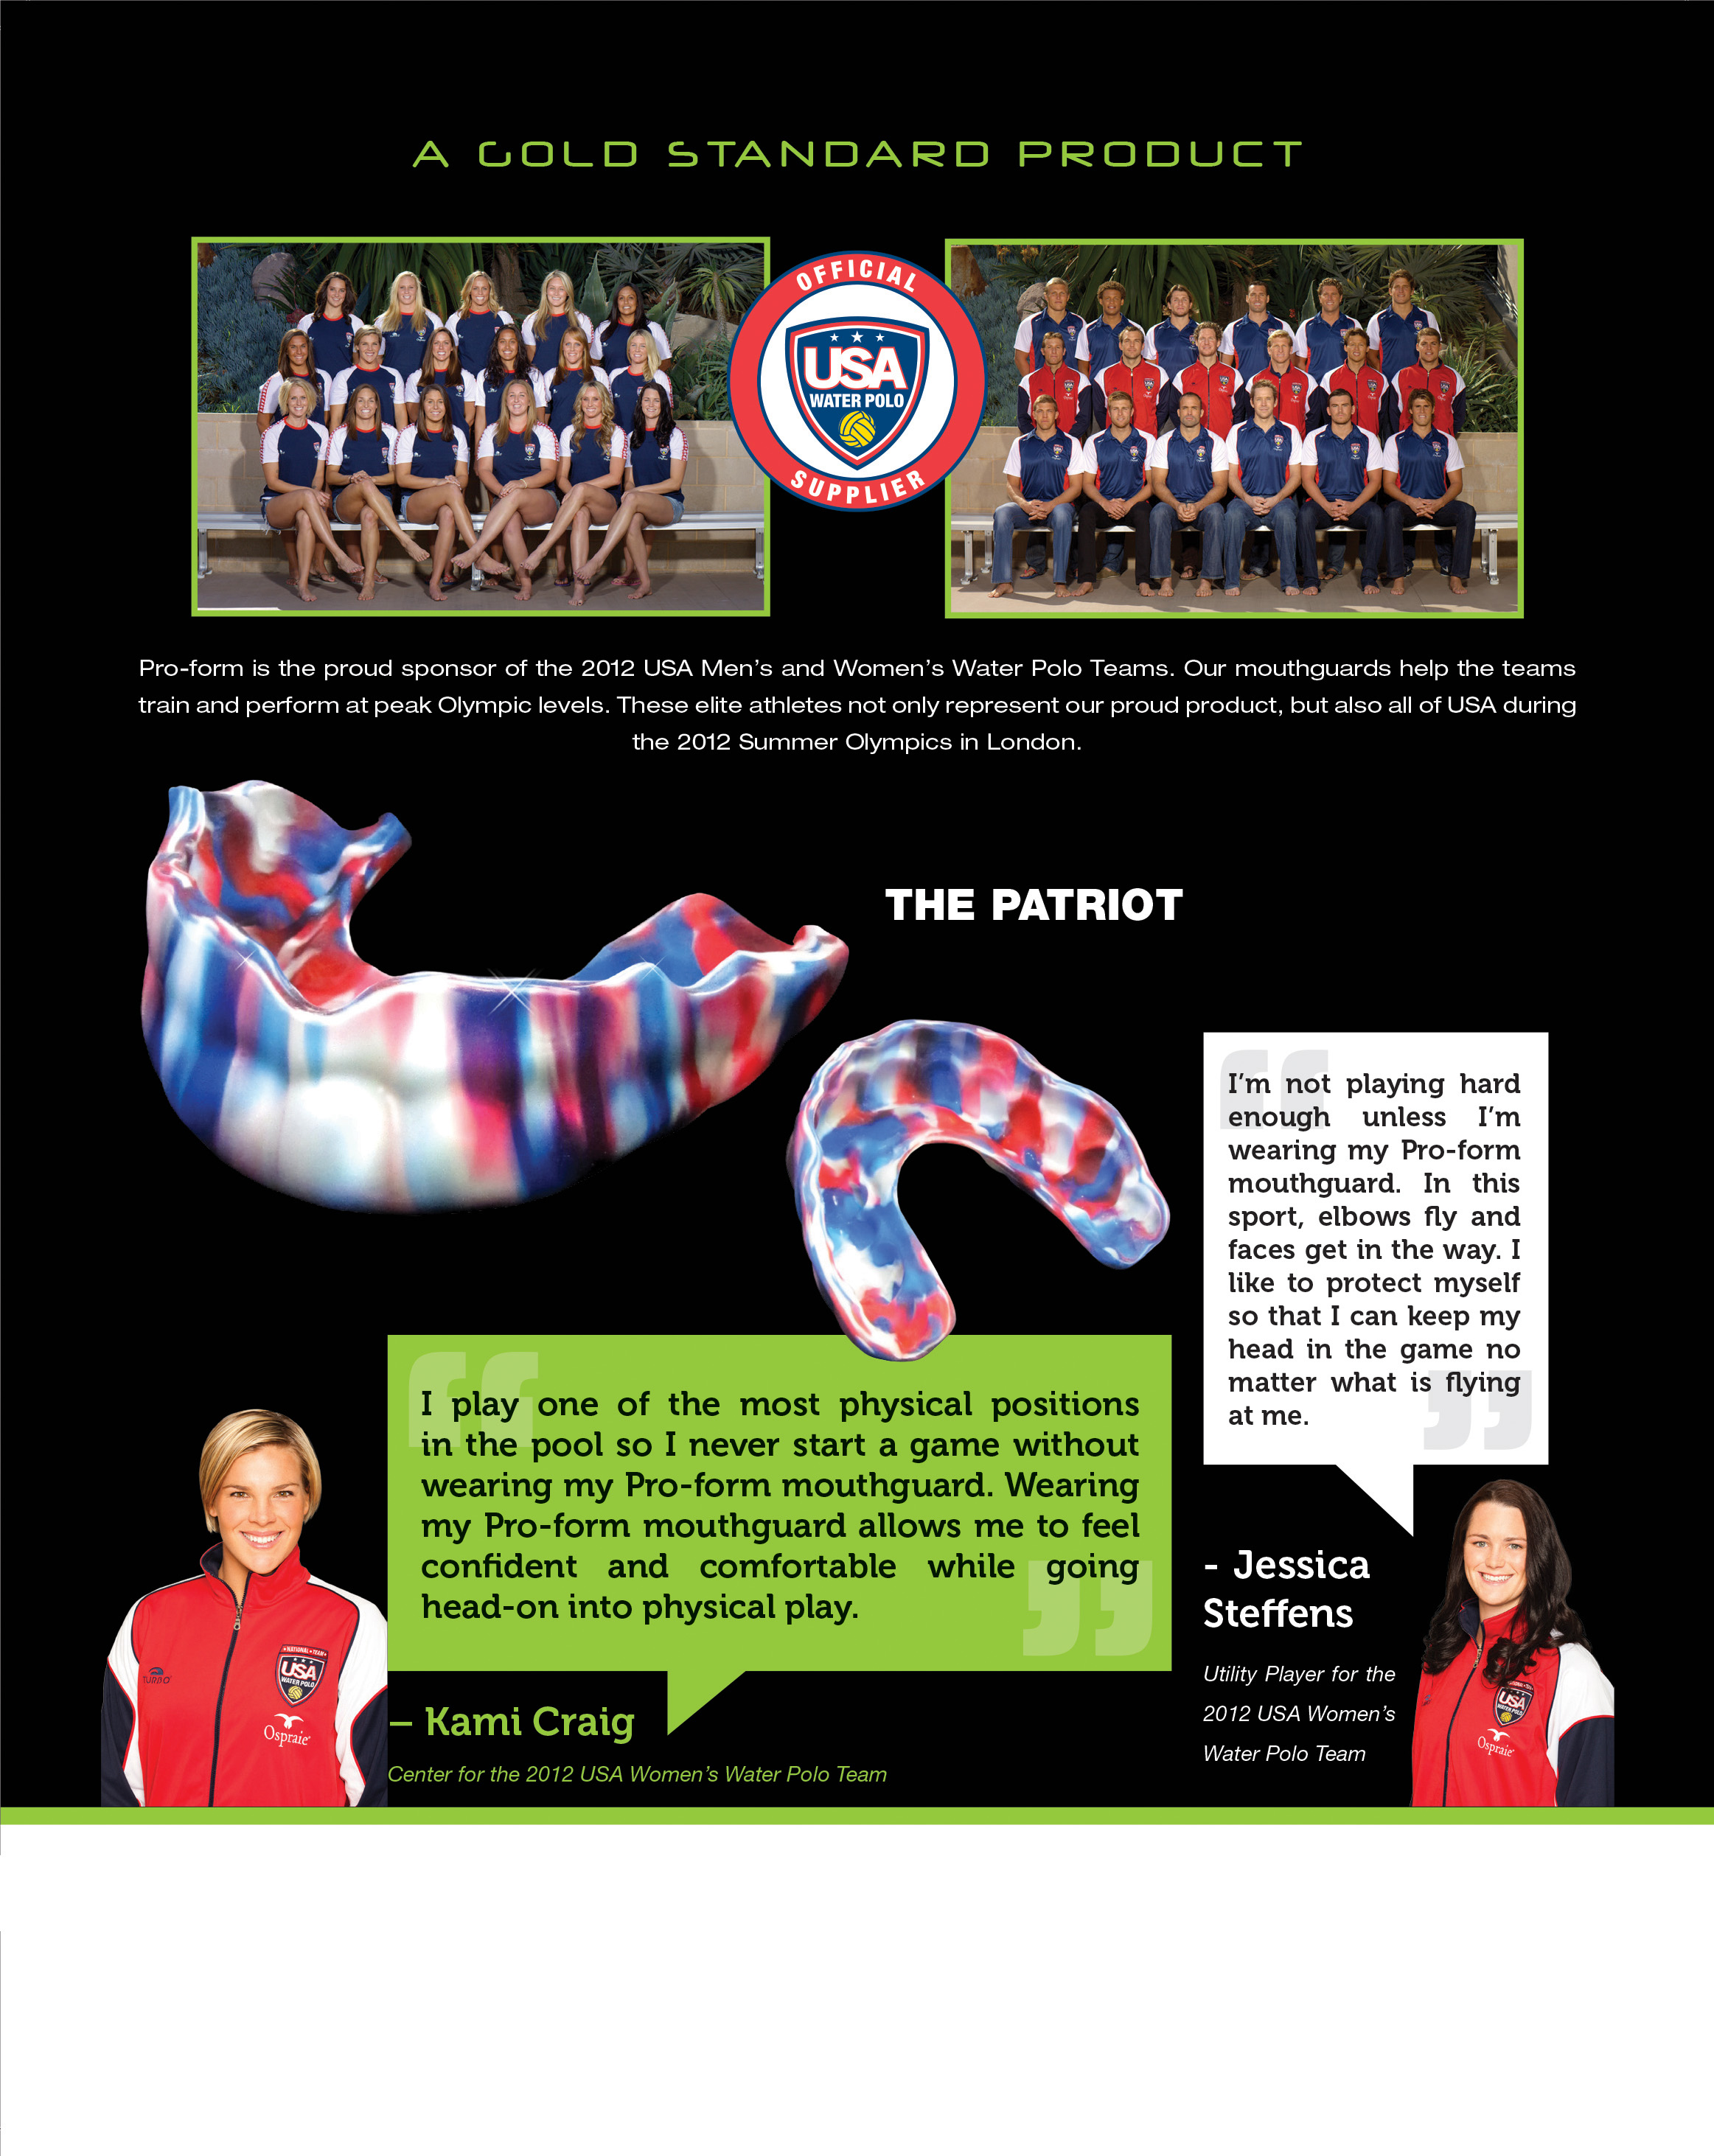 A GOLD STANDARD PRODUCT
OFFICIAL
USA
WATER POLO
SUPPLIER
Pro-form is the proud sponsor of the 2012 USA Men’s and Women’s Water Polo Teams. Our mouthguards help the teams
train and perform at peak Olympic levels. These elite athletes not only represent our proud product, but also all of USA during
the 2012 Summer Olympics in London.
THE PATRIOT
I’m not playing hard
enough unless I’m
wearing my Pro-form
mouthguard. In this
sport, elbows fly and
faces get in the way. I
like to protect myself
so that I can keep my
head in the game no
matter what is flying
at me.
- Jessica
Steffens
Utility Player for the
2012 USA Women’s
Water Polo Team
USA
WATER POLO
Ospraie
I play one of the most physical positions
in the pool so I never start a game without
wearing my Pro-form mouthguard. Wearing
my Pro-form mouthguard allows me to feel
confident and comfortable while going
head-on into physical play.
– Kami Craig
Center for the 2012 USA Women’s Water Polo Team
TURBO
NATIONAL TEAM
USA
WATER POLO
Ospraie